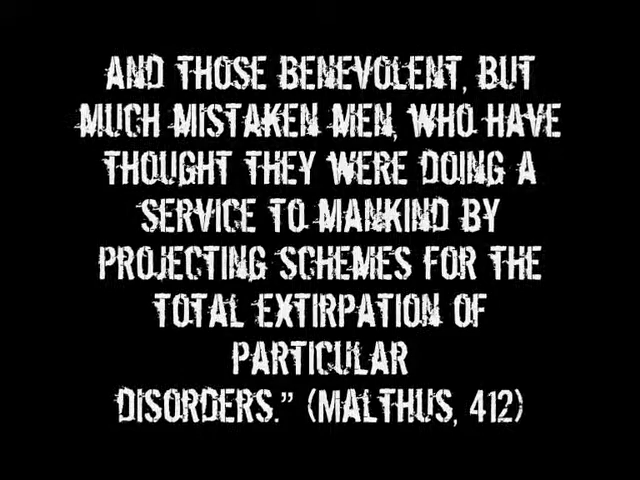 AND THOSE BENEVOLENT, BUT
MUCH MISTAKEN MEN, WHO HAVE
THOUGHT THEY WERE DOING A
SERVICE TO MANKIND BY
PROJECTING SCHEMES FOR THE
TOTAL EXTIRPATION OF
PARTICULAR
DISORDERS.” (MALTHUS, 412)